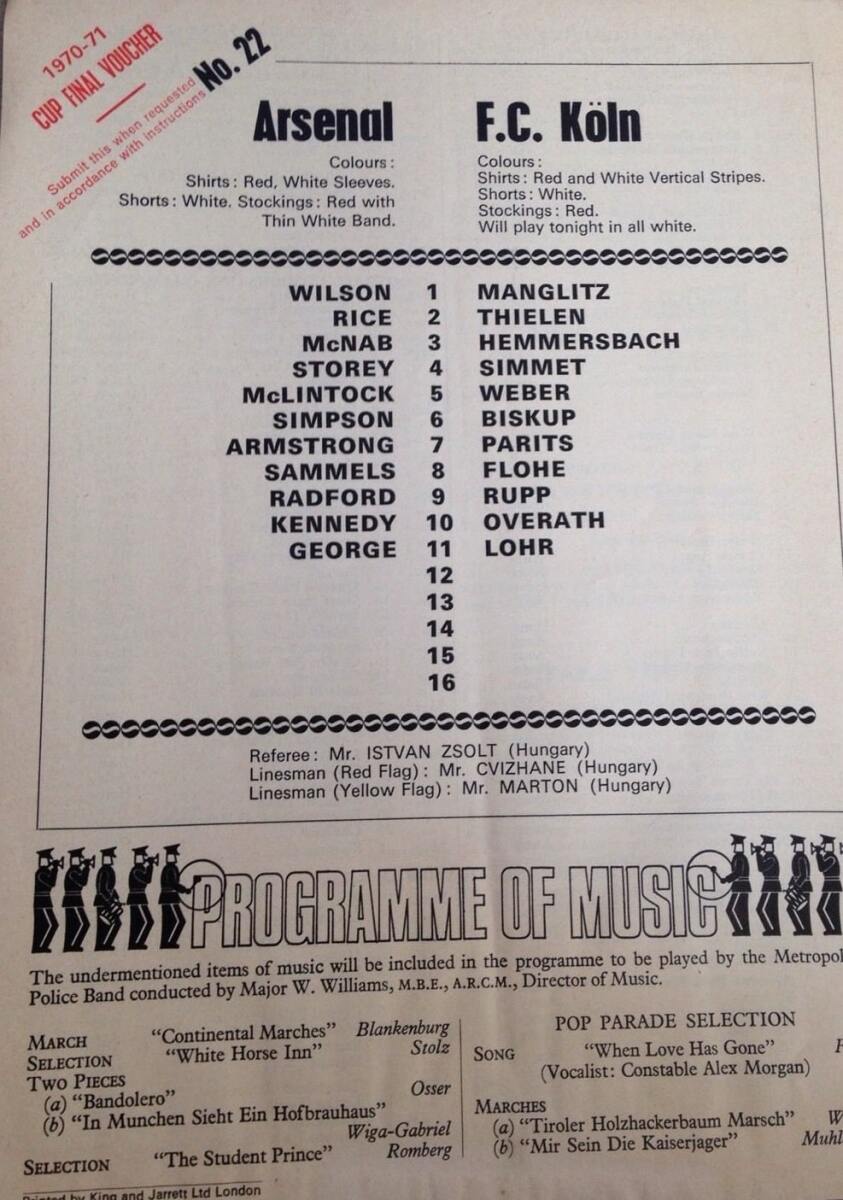 1970-71
CUP FINAL VOUCHER
No. 22
Submit this when requested
and in accordance with instructions
Arsenal
Colours:
Shirts: Red, White Sleeves.
Shorts: White. Stockings: Red with
Thin White Band.
F.C. Köln
Colours:
Shirts: Red and White Vertical Stripes.
Shorts: White.
Stockings: Red.
Will play tonight in all white.
WILSON 1 MANGLITZ
RICE 2 THIELEN
McNAB 3 HEMMERSBACH
STOREY 4 SIMMET
McLINTOCK 5 WEBER
SIMPSON 6 BISKUP
ARMSTRONG 7 PARITS
SAMMELS 8 FLOHE
RADFORD 9 RUPP
KENNEDY 10 OVERATH
GEORGE 11 LOHR
12
13
14
15
16
Referee: Mr. ISTVAN ZSOLT (Hungary)
Linesman (Red Flag): Mr. CVIZHANE (Hungary)
Linesman (Yellow Flag): Mr. MARTON (Hungary)
PROGRAMME OF MUSIC
The undermentioned items of music will be included in the programme to be played by the Metropol
Police Band conducted by Major W. Williams, M.B.E., A.R.C.M., Director of Music.
MARCH "Continental Marches" Blankenburg
SELECTION "White Horse Inn" Stolz
TWO PIECES
(a) "Bandolero" Osser
(b) "In Munchen Sieht Ein Hofbrauhaus"
Wiga-Gabriel
SELECTION "The Student Prince" Romberg
POP PARADE SELECTION
SONG "When Love Has Gone"
(Vocalist: Constable Alex Morgan)
MARCHES
(a) "Tiroler Holzhackerbaum Marsch" W
(b) "Mir Sein Die Kaiserjager" Muhl
Printed by King and Jarrett Ltd London